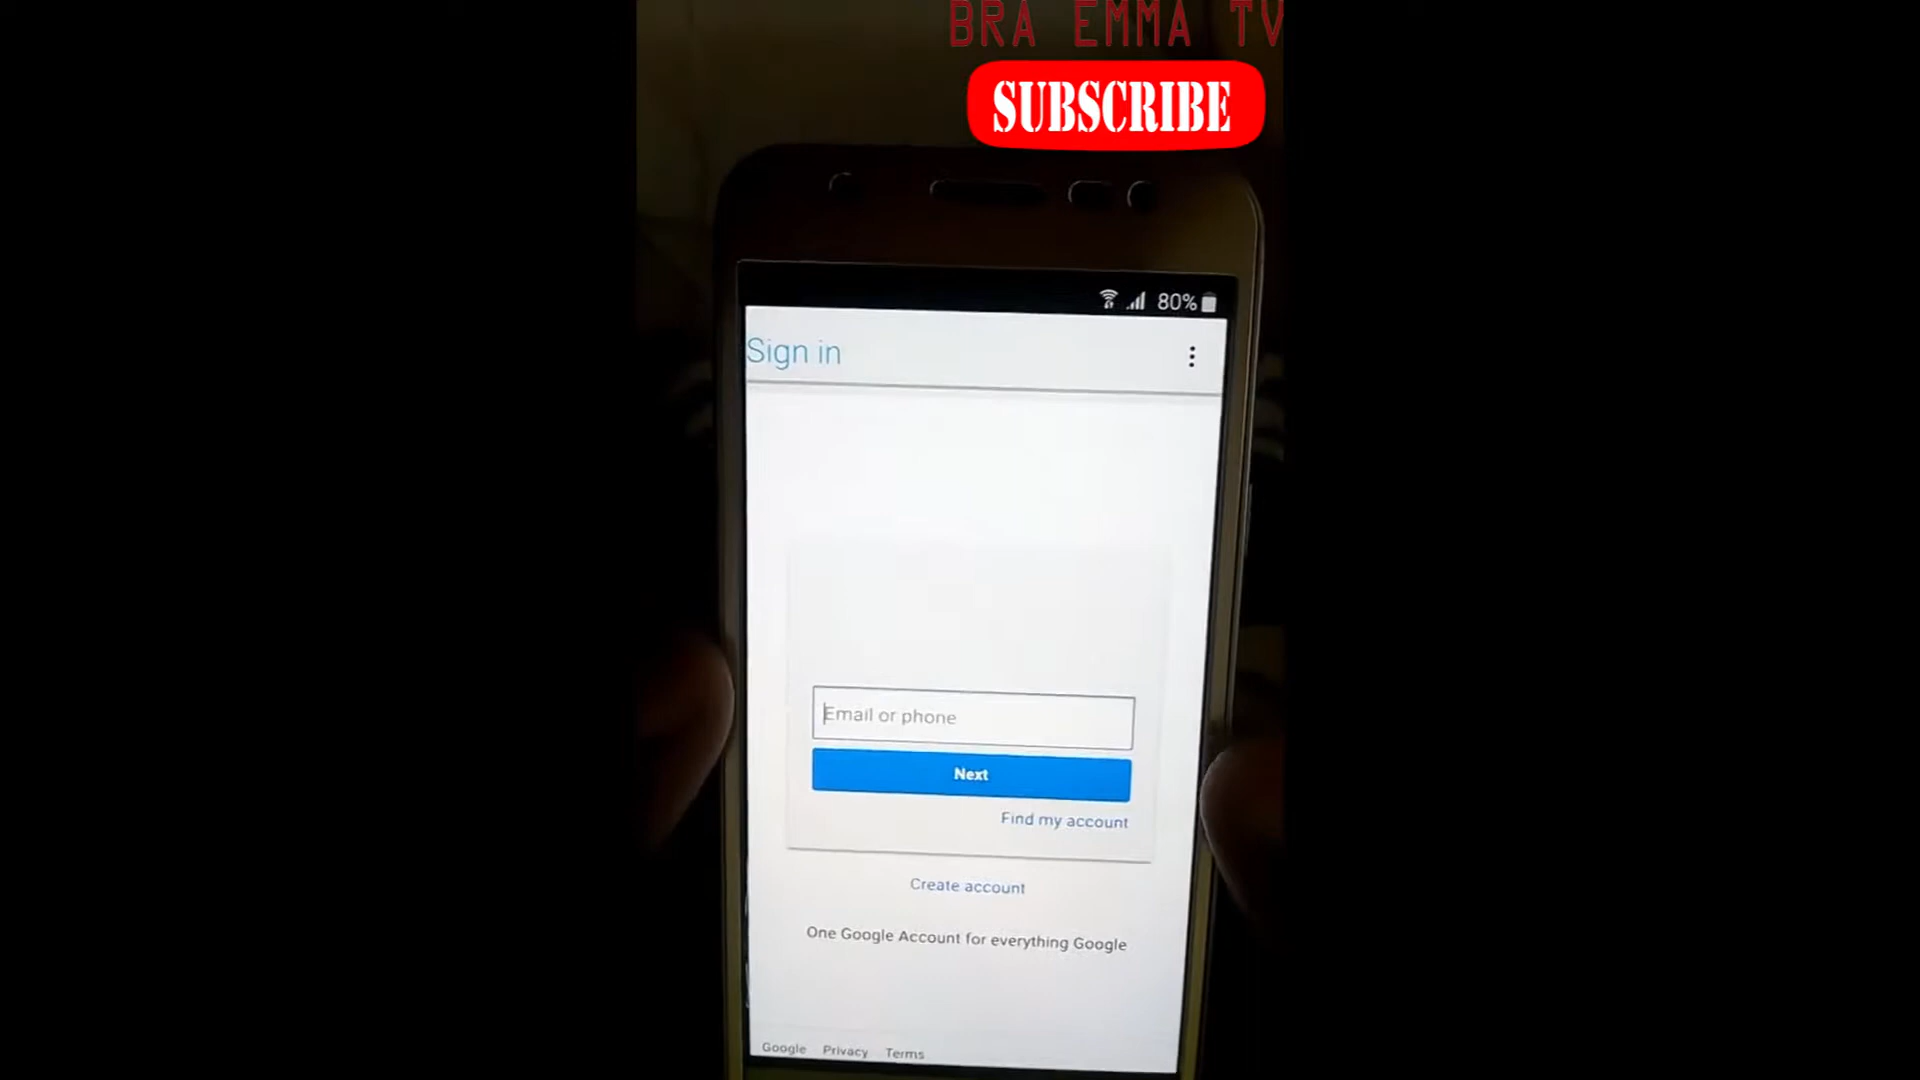 BRA EMMA TV
SUBSCRIBE
80%
Sign in
Email or phone
Next
Find my account
Create account
One Google Account for everything Google
Google Privacy Terms